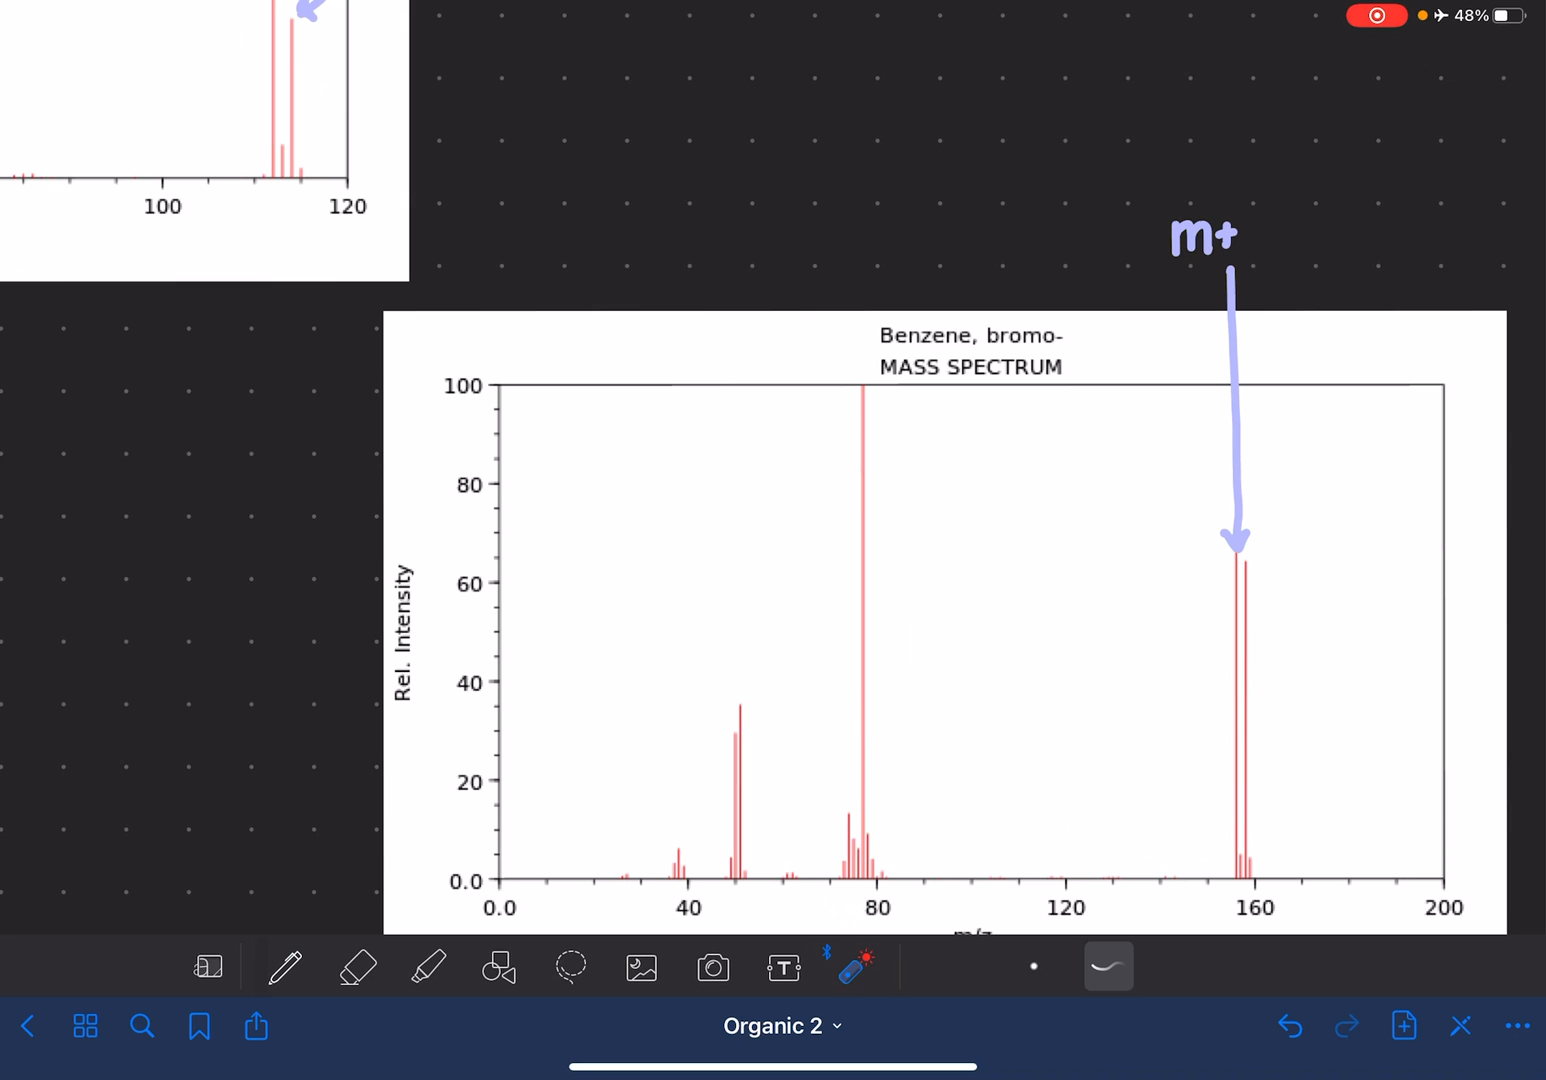 48%
100 120
m+
Benzene, bromo-
MASS SPECTRUM
100
80
60
40
20
0.0
Rel. Intensity
0.0 40 80 120 160 200
m/z
T
Organic 2